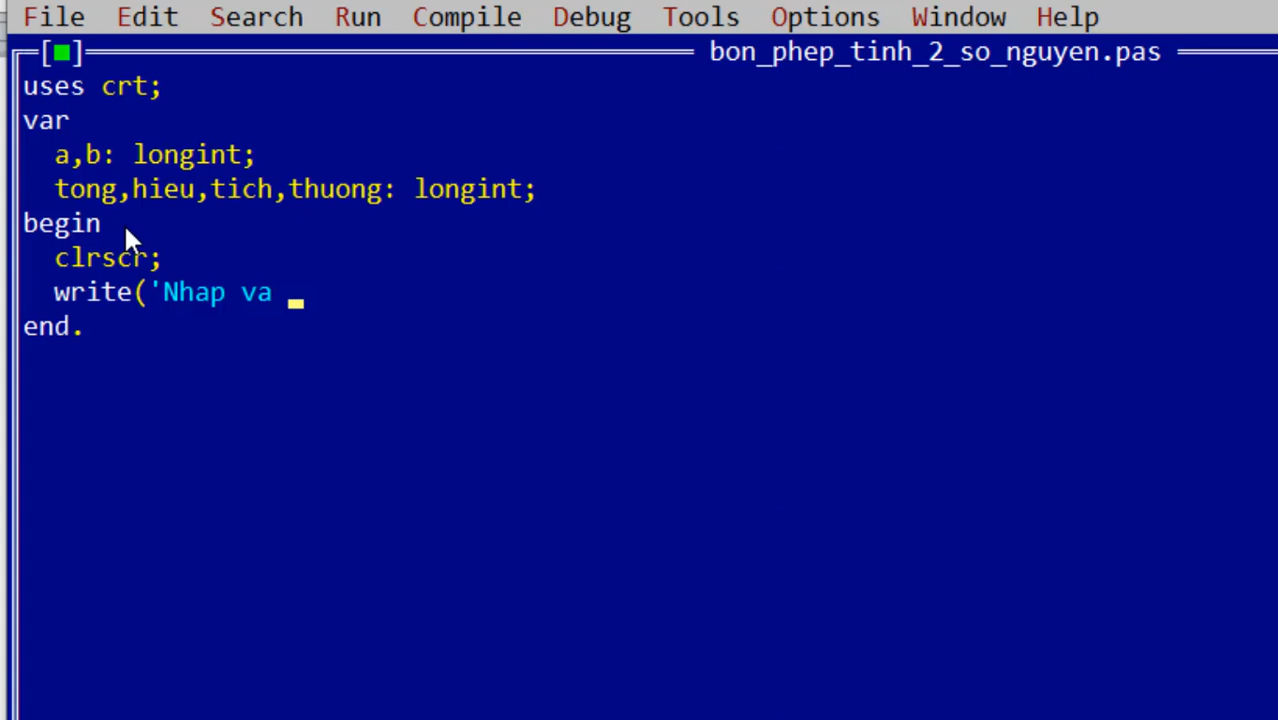 File Edit Search Run Compile Debug Tools Options Window Help
bon_phep_tinh_2_so_nguyen.pas
uses crt;
var
a,b: longint;
tong,hieu,tich,thuong: longint;
begin
clrscr;
write('Nhap va
end.